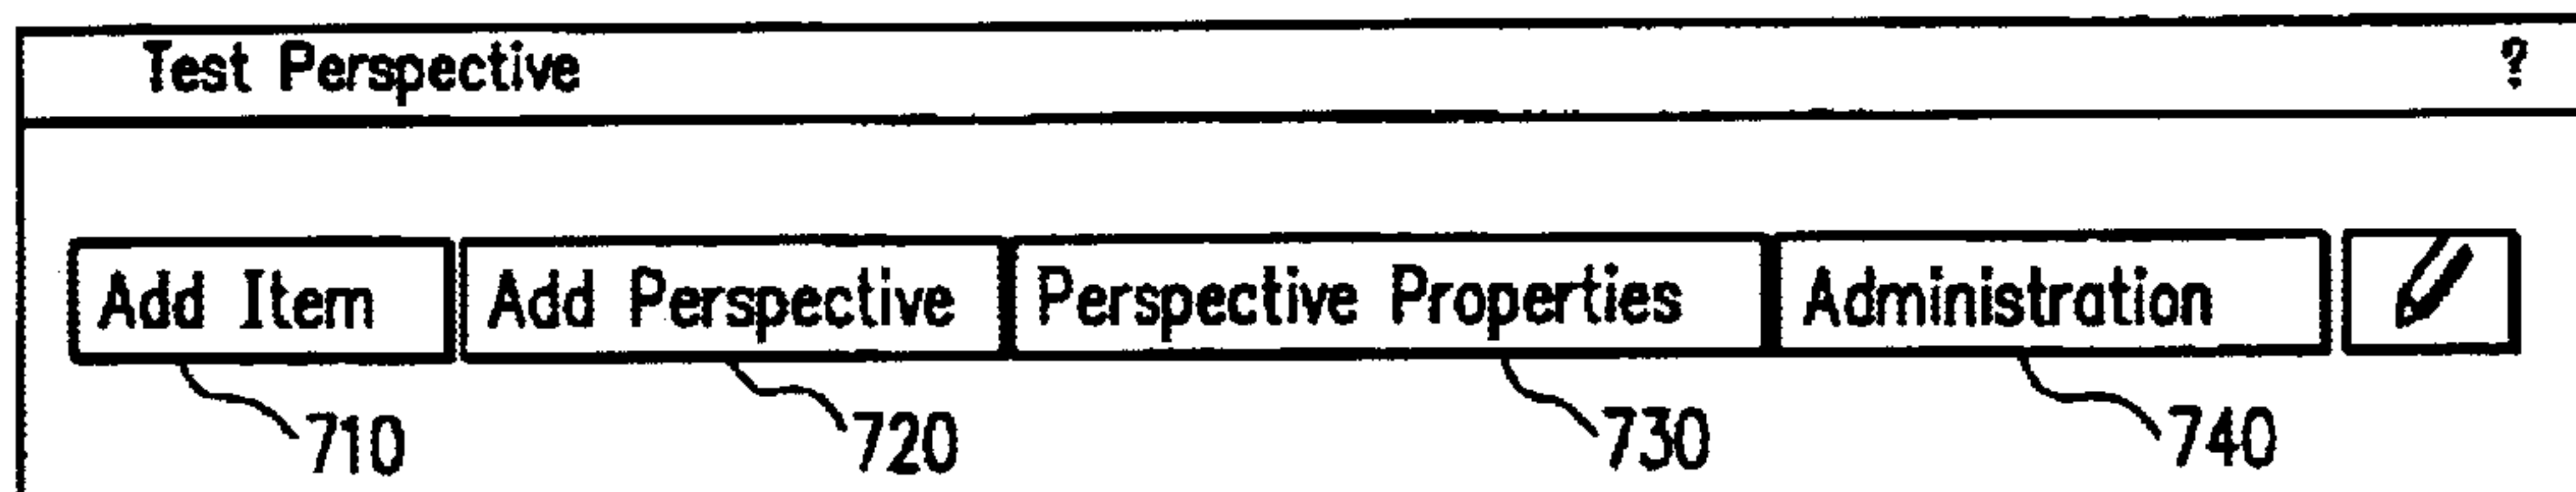 Test Perspective ?
Add Item Add Perspective Perspective Properties Administration
710 720 730 740